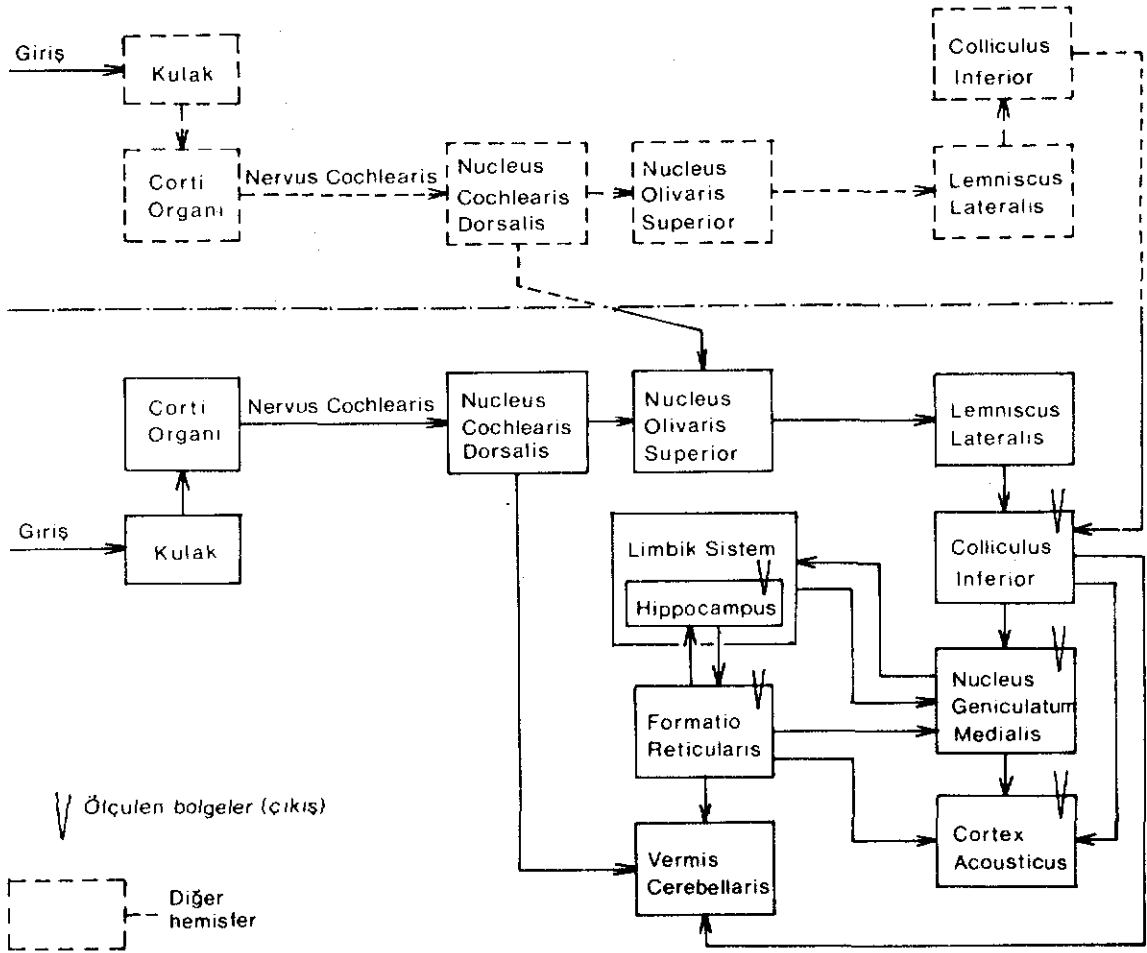 Giriş
Kulak
Corti
Organı
Nervus Cochlearis
Nucleus
Cochlearis
Dorsalis
Nucleus
Olivaris
Superior
Colliculus
Inferior
Lemniscus
Lateralis
Corti
Organı
Nervus Cochlearis
Nucleus
Cochlearis
Dorsalis
Nucleus
Olivaris
Superior
Lemniscus
Lateralis
Giriş
Kulak
Limbik Sistem
Hippocampus
Colliculus
Inferior
Nucleus
Geniculatum
Medialis
Formatio
Reticularis
Cortex
Acousticus
Vermis
Cerebellaris
Ölçülen bolgeler (çıkış)
Diğer
hemisfer